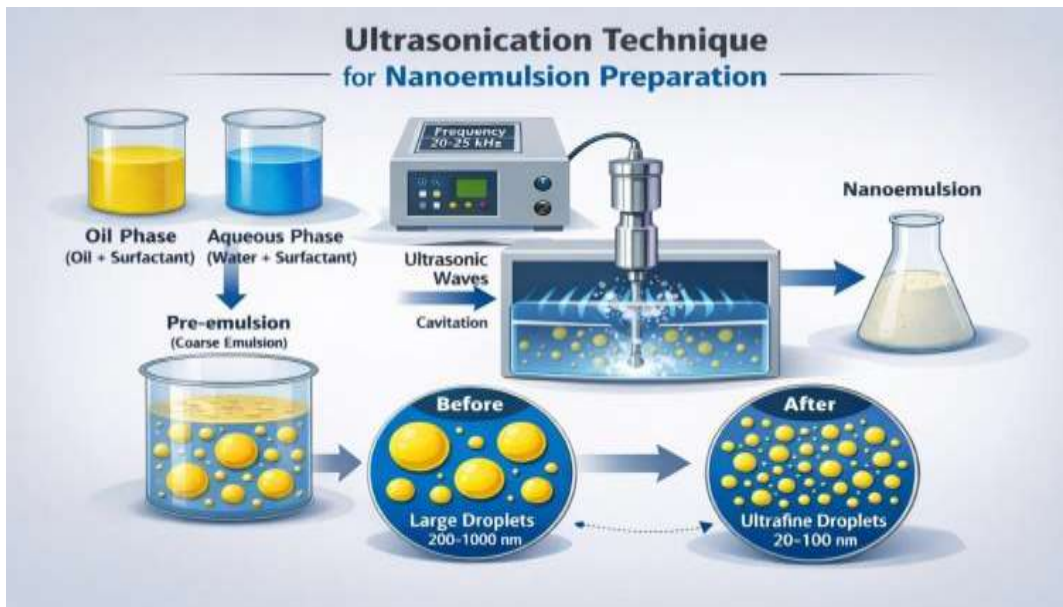 Ultrasonication Technique
for Nanoemulsion Preparation
Frequency
20-25 kHz
Nanoemulsion
Oil Phase
(Oil + Surfactant)
Aqueous Phase
(Water + Surfactant)
Ultrasonic
Waves
Cavitation
Pre-emulsion
(Coarse Emulsion)
Before
Large Droplets
200-1000 nm
After
Ultrafine Droplets
20-100 nm